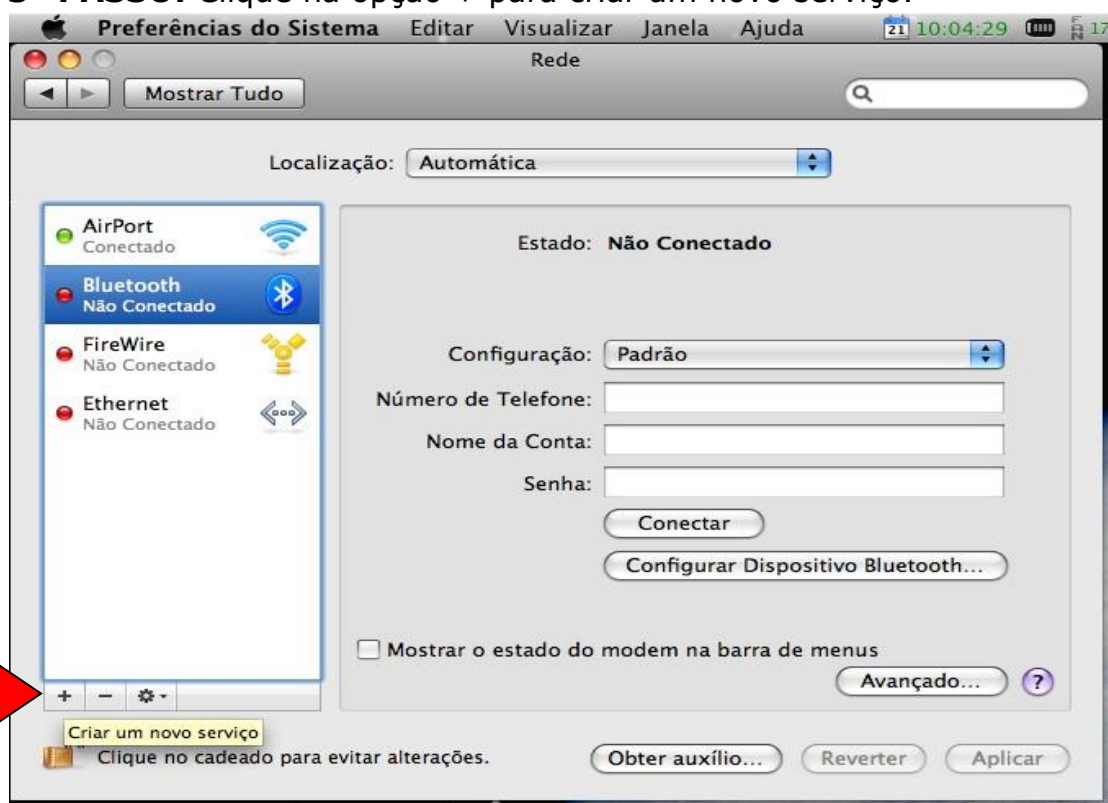 PASSO: Clique na opção + para criar um novo serviço.
Preferências do Sistema Editar Visualizar Janela Ajuda 21 10:04:29 FAN 17
Rede
Mostrar Tudo
Localização: Automática
AirPort
Conectado
Bluetooth
Não Conectado
FireWire
Não Conectado
Ethernet
Não Conectado
Estado: Não Conectado
Configuração: Padrão
Número de Telefone:
Nome da Conta:
Senha:
Conectar
Configurar Dispositivo Bluetooth...
Mostrar o estado do modem na barra de menus
Avançado... ?
+ −
Criar um novo serviço
Clique no cadeado para evitar alterações.
Obter auxílio... Reverter Aplicar